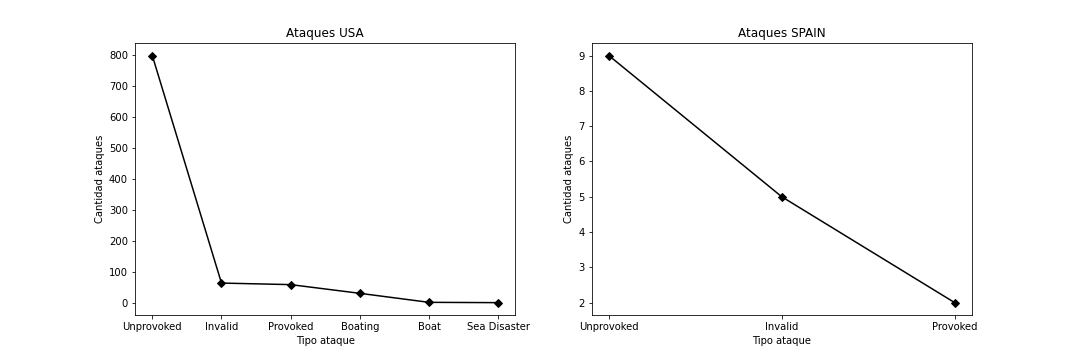 Ataques USA
Cantidad ataques
800
700
600
500
400
300
200
100
0
Unprovoked Invalid Provoked Boating Boat Sea Disaster
Tipo ataque
Ataques SPAIN
Cantidad ataques
9
8
7
6
5
4
3
2
Unprovoked Invalid Provoked
Tipo ataque